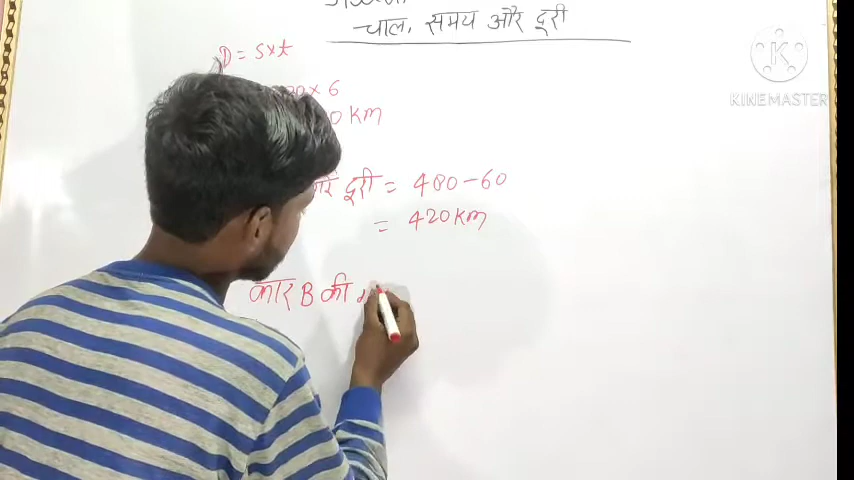 चाल, समय और दूरी
D = S×t
× 6
0 km
दूरी = 480-60
= 420 km
कार B की
KINEMASTER